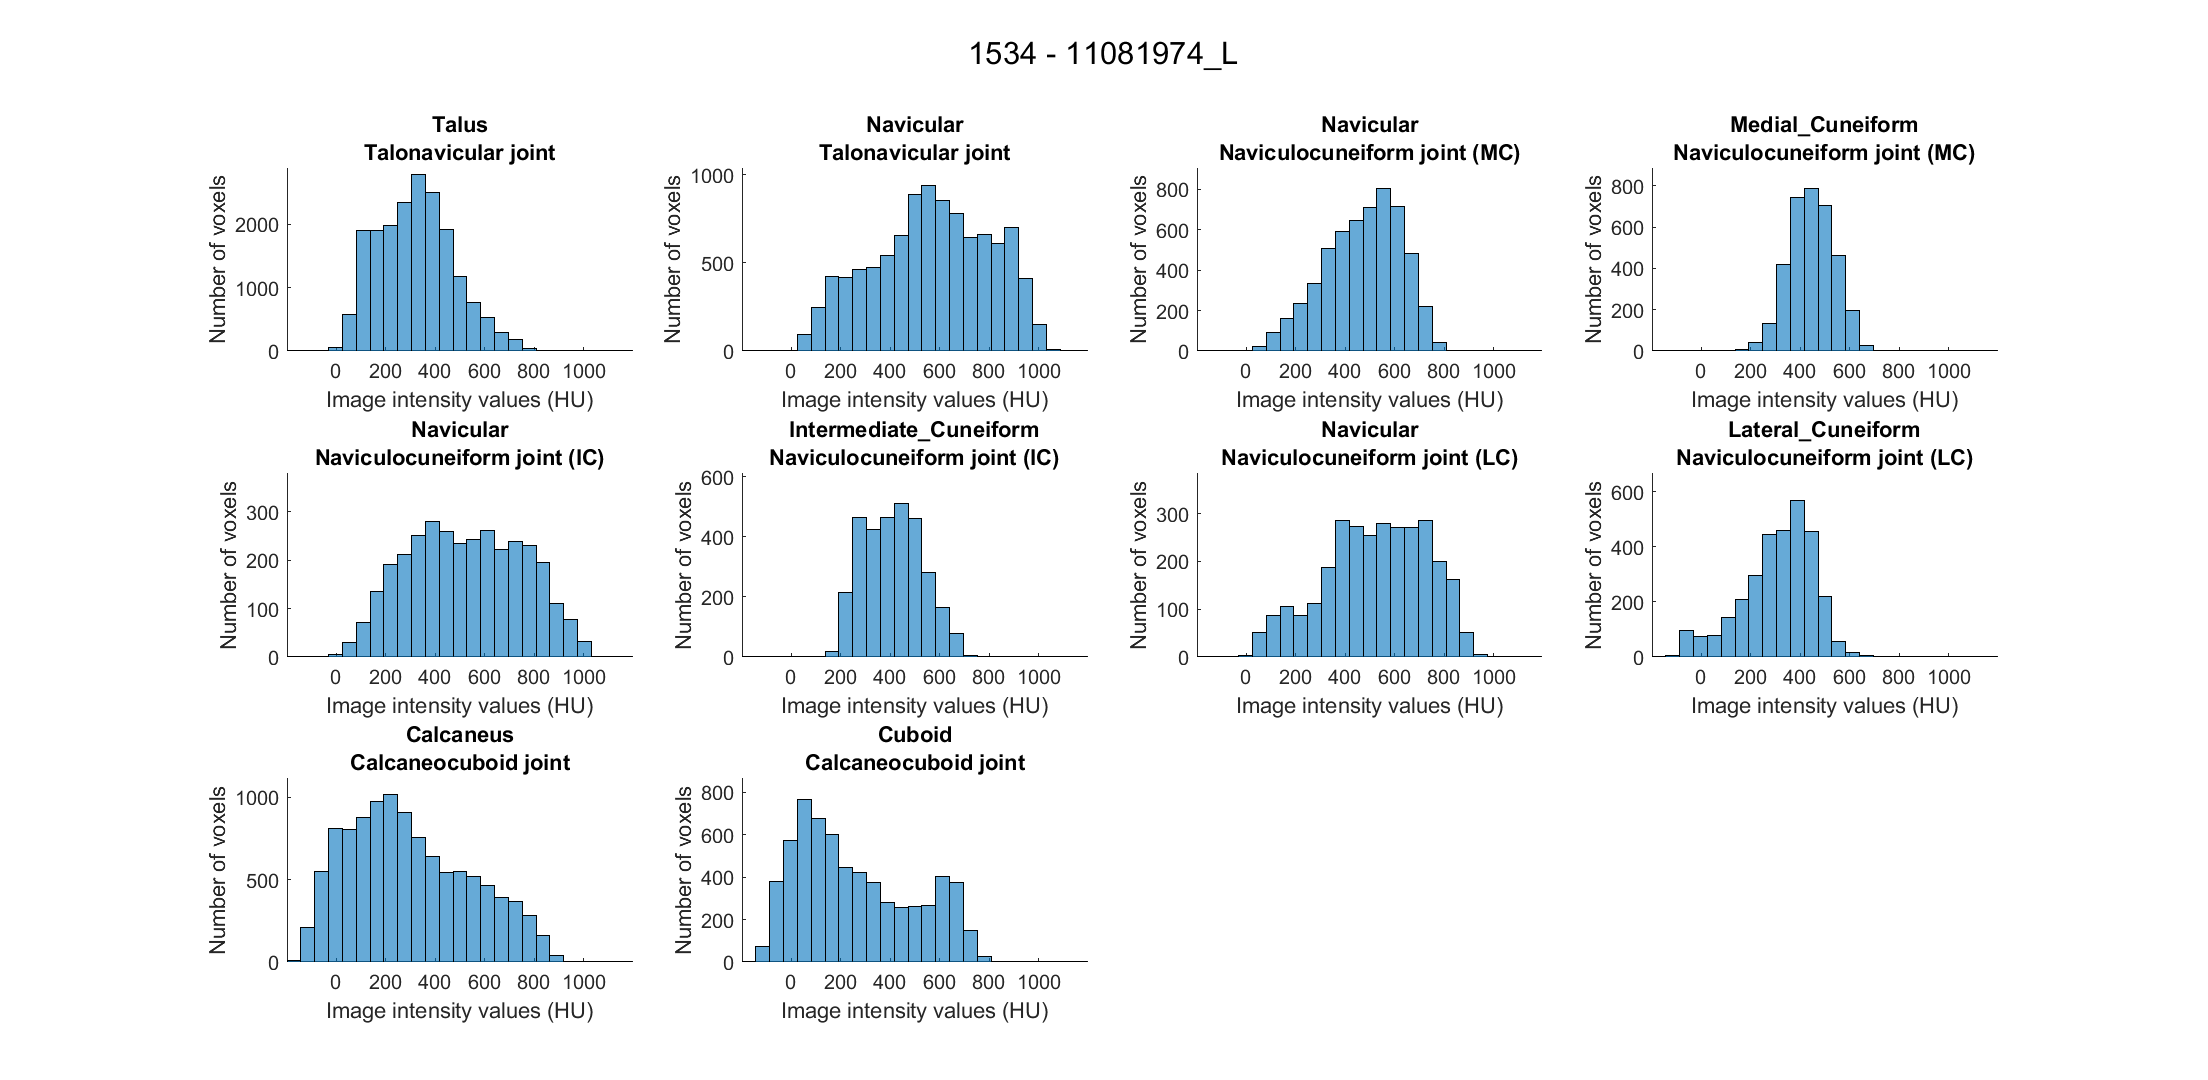 1534 - 11081974_L
Talus
Talonavicular joint
Number of voxels
2000
1000
0
0 200 400 600 800 1000
Image intensity values (HU)
Navicular
Talonavicular joint
Number of voxels
1000
500
0
0 200 400 600 800 1000
Image intensity values (HU)
Navicular
Naviculocuneiform joint (MC)
Number of voxels
800
600
400
200
0
0 200 400 600 800 1000
Image intensity values (HU)
Medial_Cuneiform
Naviculocuneiform joint (MC)
Number of voxels
800
600
400
200
0
0 200 400 600 800 1000
Image intensity values (HU)
Navicular
Naviculocuneiform joint (IC)
Number of voxels
300
200
100
0
0 200 400 600 800 1000
Image intensity values (HU)
Intermediate_Cuneiform
Naviculocuneiform joint (IC)
Number of voxels
600
400
200
0
0 200 400 600 800 1000
Image intensity values (HU)
Navicular
Naviculocuneiform joint (LC)
Number of voxels
300
200
100
0
0 200 400 600 800 1000
Image intensity values (HU)
Lateral_Cuneiform
Naviculocuneiform joint (LC)
Number of voxels
600
400
200
0
0 200 400 600 800 1000
Image intensity values (HU)
Calcaneus
Calcaneocuboid joint
Number of voxels
1000
500
0
0 200 400 600 800 1000
Image intensity values (HU)
Cuboid
Calcaneocuboid joint
Number of voxels
800
600
400
200
0
0 200 400 600 800 1000
Image intensity values (HU)